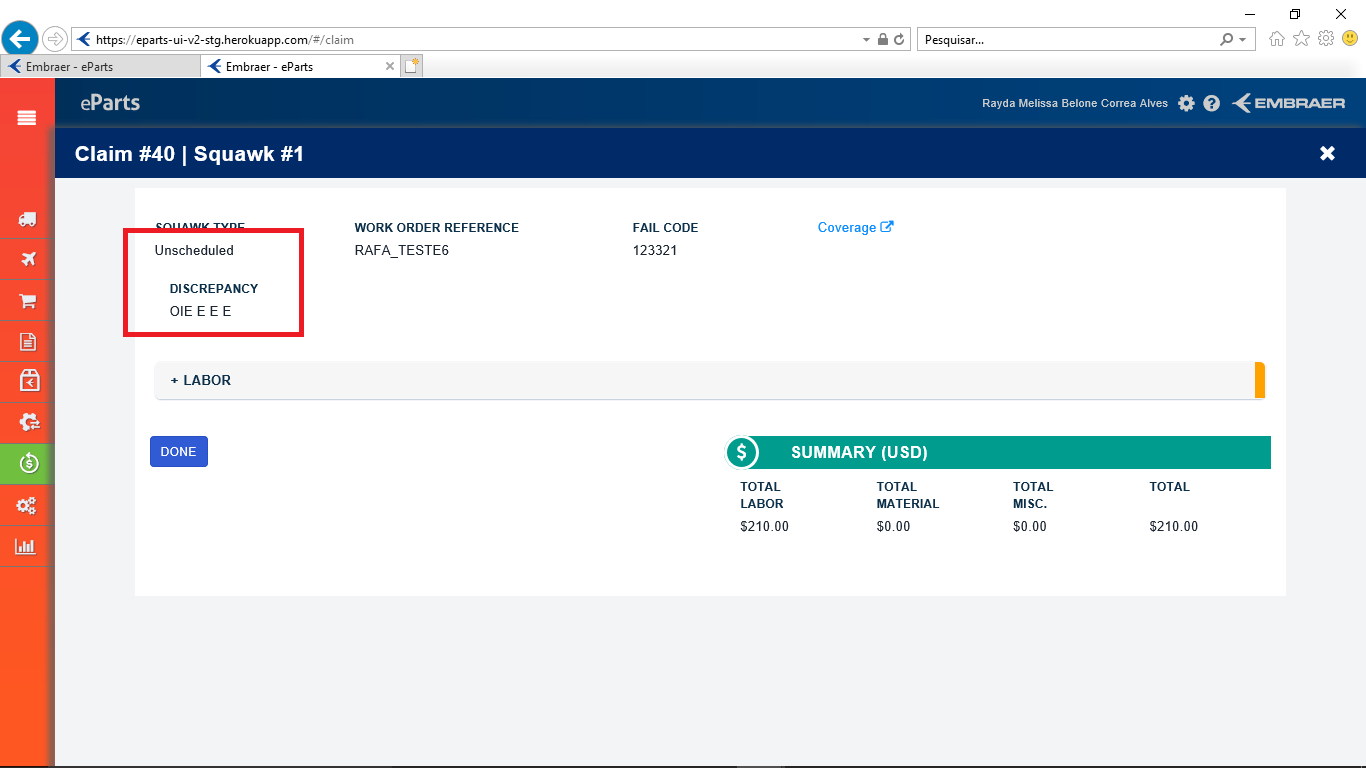 https://eparts-ui-v2-stg.herokuapp.com/#/claim
Pesquisar...
Embraer - eParts
Embraer - eParts
eParts
Rayda Melissa Belone Correa Alves
EMBRAER
Claim #40 | Squawk #1
SQUAWK TYPE
WORK ORDER REFERENCE
FAIL CODE
Coverage
Unscheduled
RAFA_TESTE6
123321
DISCREPANCY
OIE E E E
+ LABOR
DONE
$ SUMMARY (USD)
TOTAL LABOR
TOTAL MATERIAL
TOTAL MISC.
TOTAL
$210.00
$0.00
$0.00
$210.00